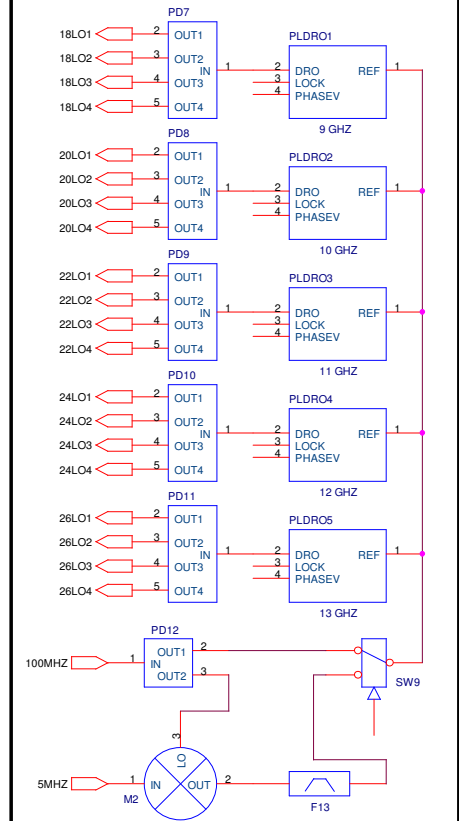 PD7
18LO1 2 OUT1
18LO2 3 OUT2
18LO3 4 OUT3
18LO4 5 OUT4
IN 1
PLDRO1
2 DRO REF 1
3 LOCK
4 PHASEV
9 GHZ
PD8
20LO1 2 OUT1
20LO2 3 OUT2
20LO3 4 OUT3
20LO4 5 OUT4
IN 1
PLDRO2
2 DRO REF 1
3 LOCK
4 PHASEV
10 GHZ
PD9
22LO1 2 OUT1
22LO2 3 OUT2
22LO3 4 OUT3
22LO4 5 OUT4
IN 1
PLDRO3
2 DRO REF 1
3 LOCK
4 PHASEV
11 GHZ
PD10
24LO1 2 OUT1
24LO2 3 OUT2
24LO3 4 OUT3
24LO4 5 OUT4
IN 1
PLDRO4
2 DRO REF 1
3 LOCK
4 PHASEV
12 GHZ
PD11
26LO1 2 OUT1
26LO2 3 OUT2
26LO3 4 OUT3
26LO4 5 OUT4
IN 1
PLDRO5
2 DRO REF 1
3 LOCK
4 PHASEV
13 GHZ
PD12
100MHZ 1 IN
OUT1 2
OUT2 3
SW9
3
LO
5MHZ 1 IN OUT 2
M2
F13